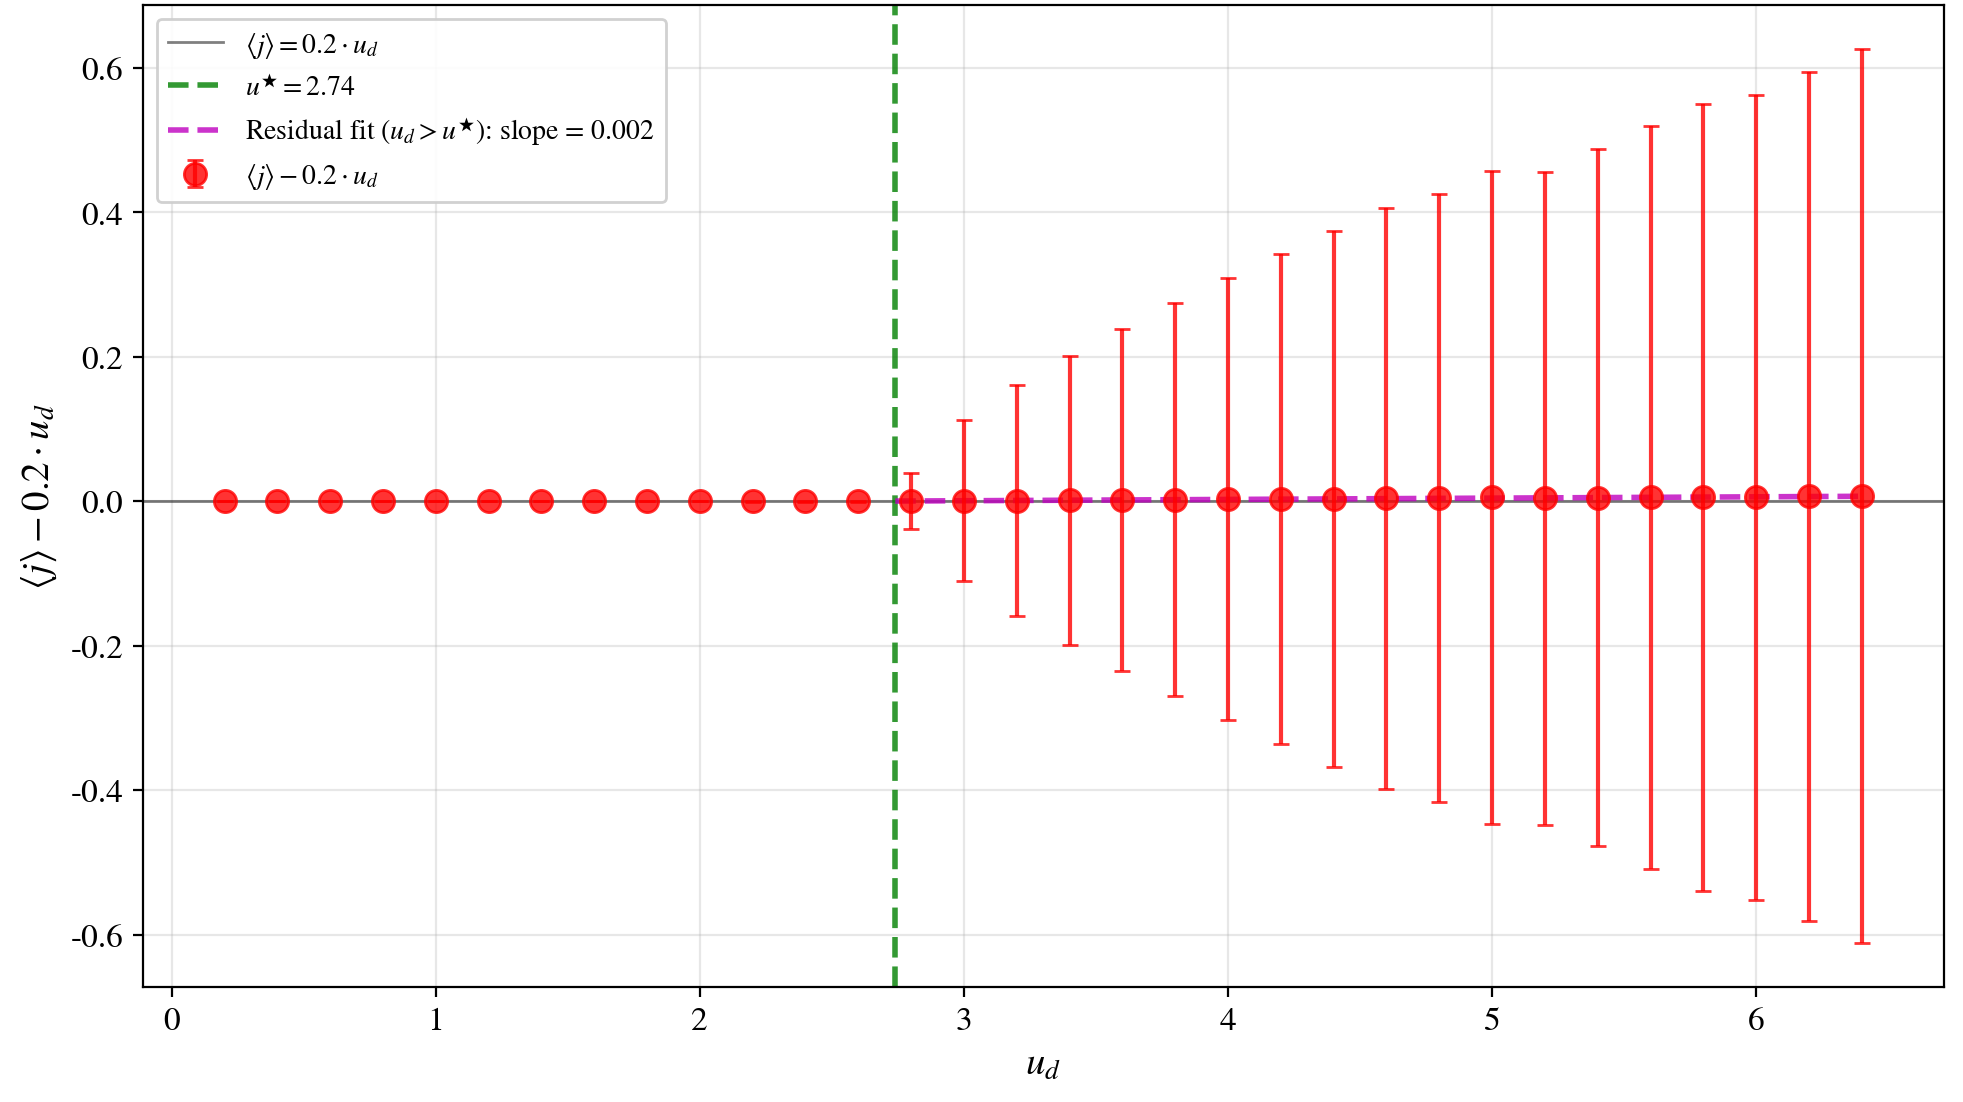 ⟨j⟩ = 0.2 · u_d
u★ = 2.74
Residual fit (u_d > u★): slope = 0.002
⟨j⟩ − 0.2 · u_d
0.6
0.4
0.2
0.0
-0.2
-0.4
-0.6
⟨j⟩ − 0.2 · u_d
0 1 2 3 4 5 6
u_d